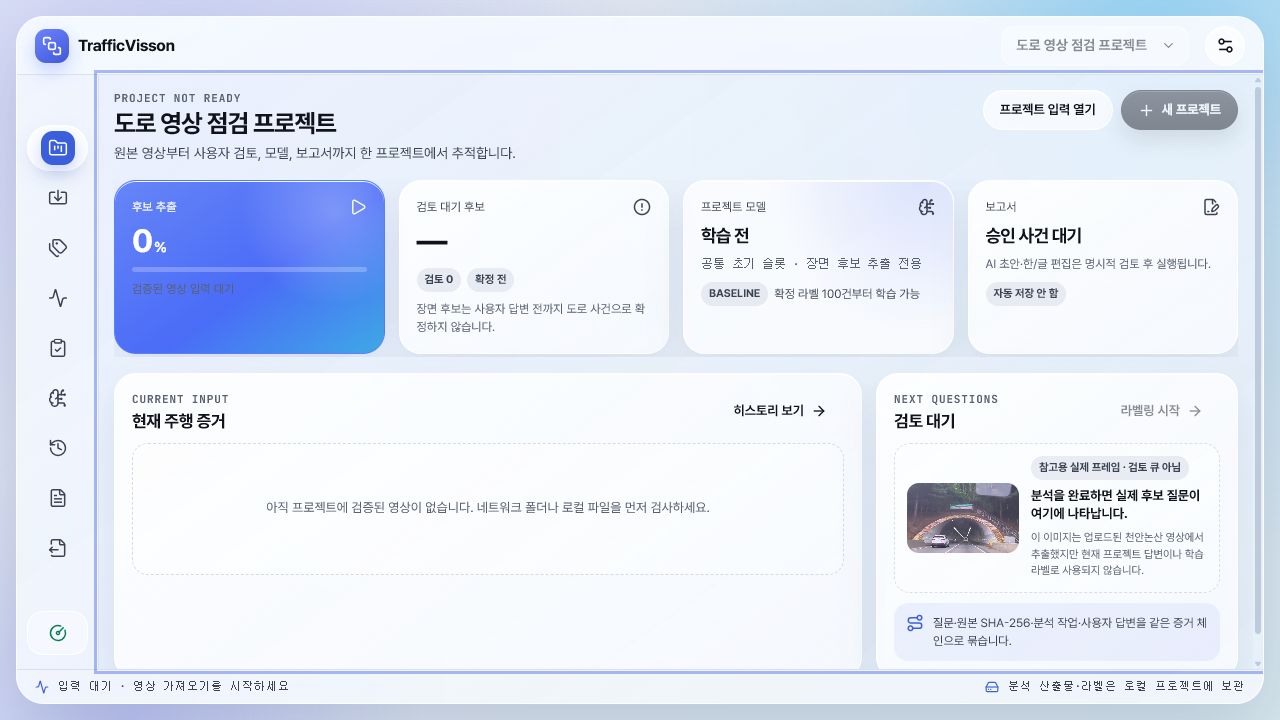 TrafficVisson
도로 영상 점검 프로젝트
PROJECT NOT READY
도로 영상 점검 프로젝트
원본 영상부터 사용자 검토, 모델, 보고서까지 한 프로젝트에서 추적합니다.
프로젝트 입력 열기
새 프로젝트
후보 추출
0%
검증된 영상 입력 대기
검토 대기 후보
—
검토 0 확정 전
장면 후보는 사용자 답변 전까지 도로 사건으로 확
정하지 않습니다.
프로젝트 모델
학습 전
공통 초기 슬롯 · 장면 후보 추출 전용
BASELINE 확정 라벨 100건부터 학습 가능
보고서
승인 사건 대기
AI 초안·한/글 편집은 명시적 검토 후 실행됩니다.
자동 저장 안 함
CURRENT INPUT
현재 주행 증거
히스토리 보기
아직 프로젝트에 검증된 영상이 없습니다. 네트워크 폴더나 로컬 파일을 먼저 검사하세요.
NEXT QUESTIONS
검토 대기
라벨링 시작
참고용 실제 프레임 · 검토 큐 아님
분석을 완료하면 실제 후보 질문이
여기에 나타납니다.
이 이미지는 업로드된 천안논산 영상에서
추출했지만 현재 프로젝트 답변이나 학습
라벨로 사용되지 않습니다.
질문·원본 SHA-256·분석 작업·사용자 답변을 같은 증거 체
인으로 묶습니다.
입력 대기 · 영상 가져오기를 시작하세요
분석 산출물·라벨은 로컬 프로젝트에 보관